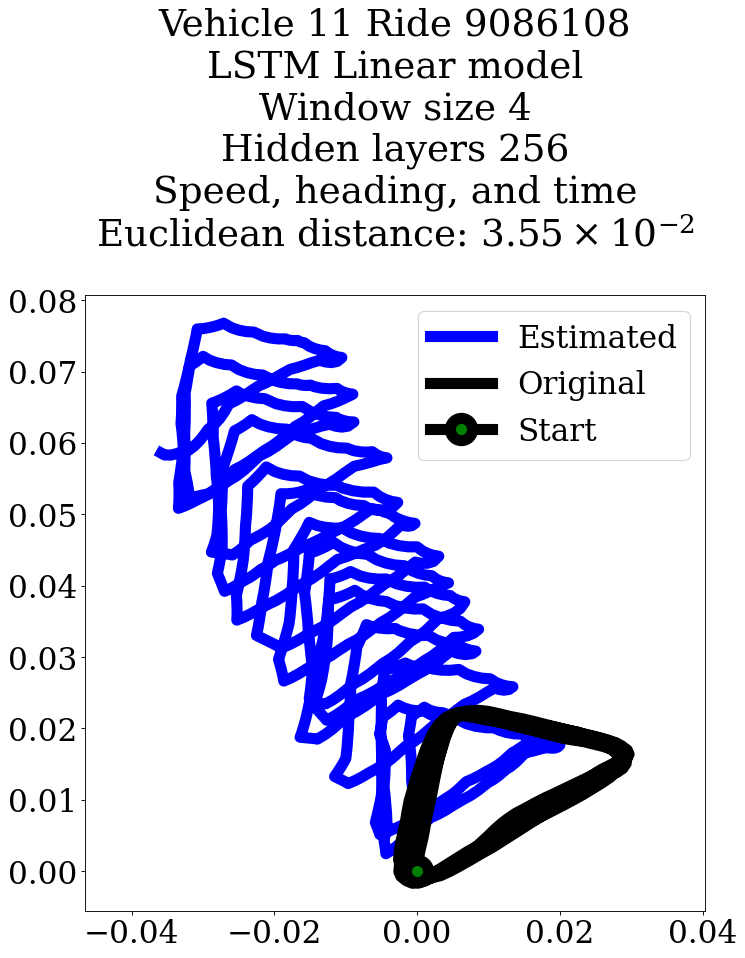 Vehicle 11 Ride 9086108
LSTM Linear model
Window size 4
Hidden layers 256
Speed, heading, and time
Euclidean distance: 3.55 × 10⁻²
0.08
0.07
0.06
0.05
0.04
0.03
0.02
0.01
0.00
Estimated
Original
Start
−0.04
−0.02
0.00
0.02
0.04